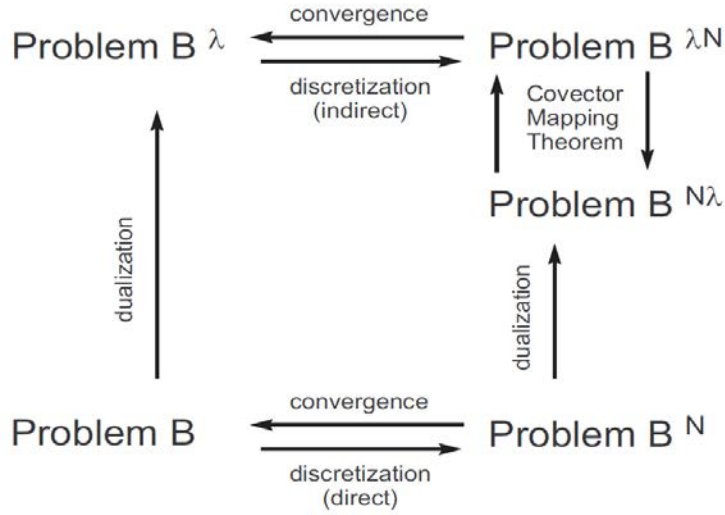 convergence
Problem B λ
Problem B λN
discretization
(indirect)
Covector
Mapping
Theorem
Problem B Nλ
dualization
dualization
convergence
Problem B
Problem B N
discretization
(direct)